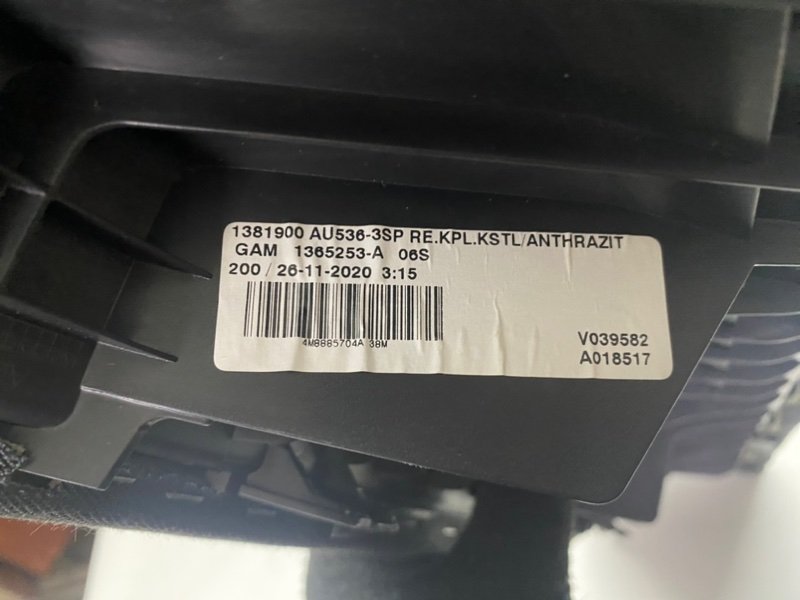 1381900 AU536-3SP RE.KPL.KSTL/ANTHRAZIT
GAM 1365253-A 06S
200 / 26-11-2020 3:15
4M8885704A 38M
V039582
A018517